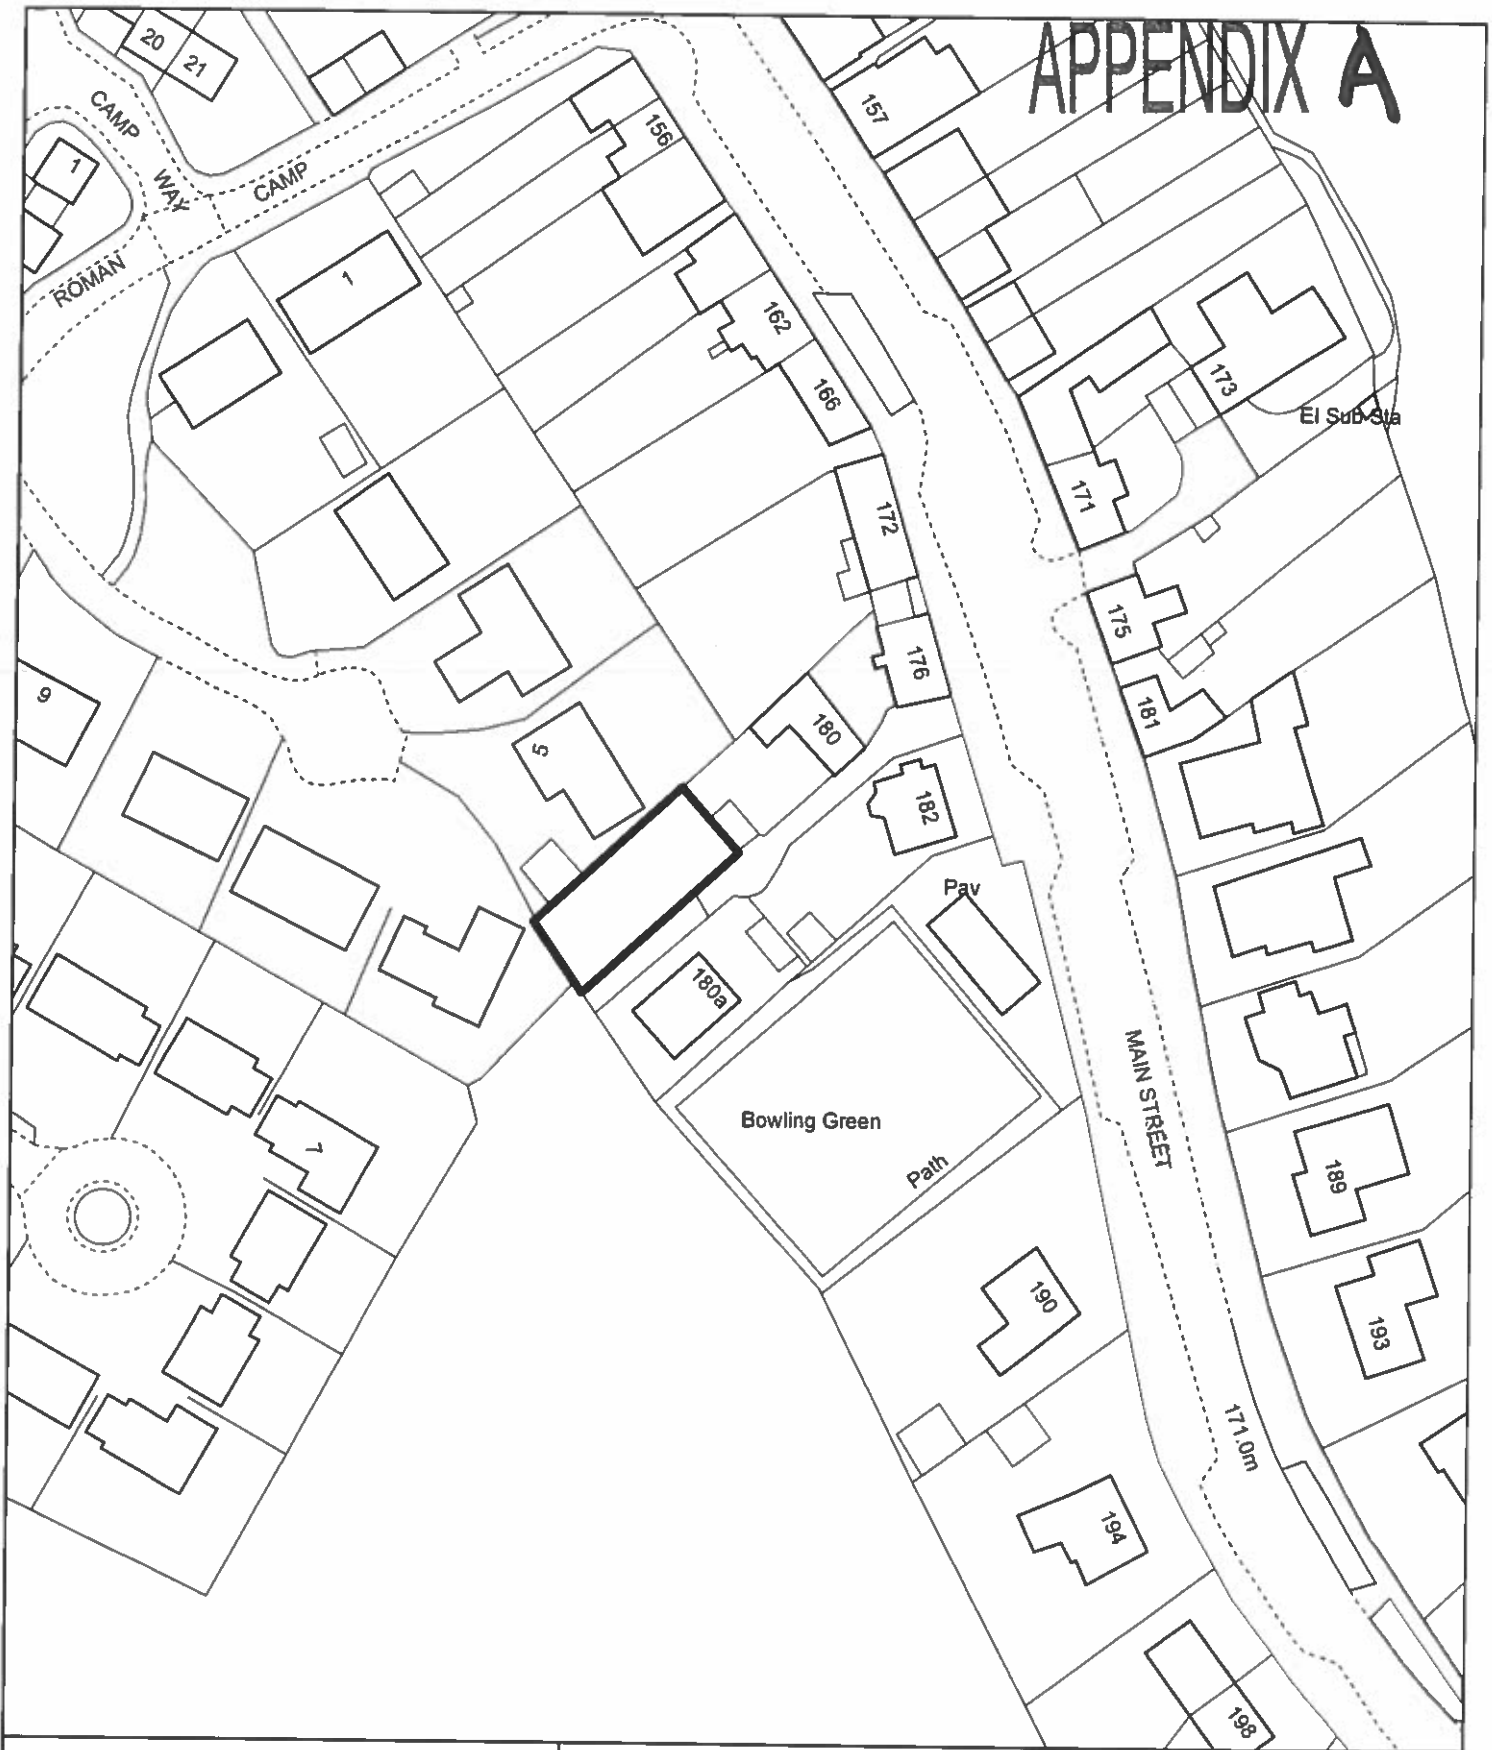 APPENDIX A
20
21
157
CAMP
156
1
WAY
CAMP
ROMAN
1
162
173
166
El Sub Sta
171
172
175
176
9
181
180
5
182
Pav
180a
MAIN STREET
Bowling Green
7
Path
189
190
193
171.0m
194
198